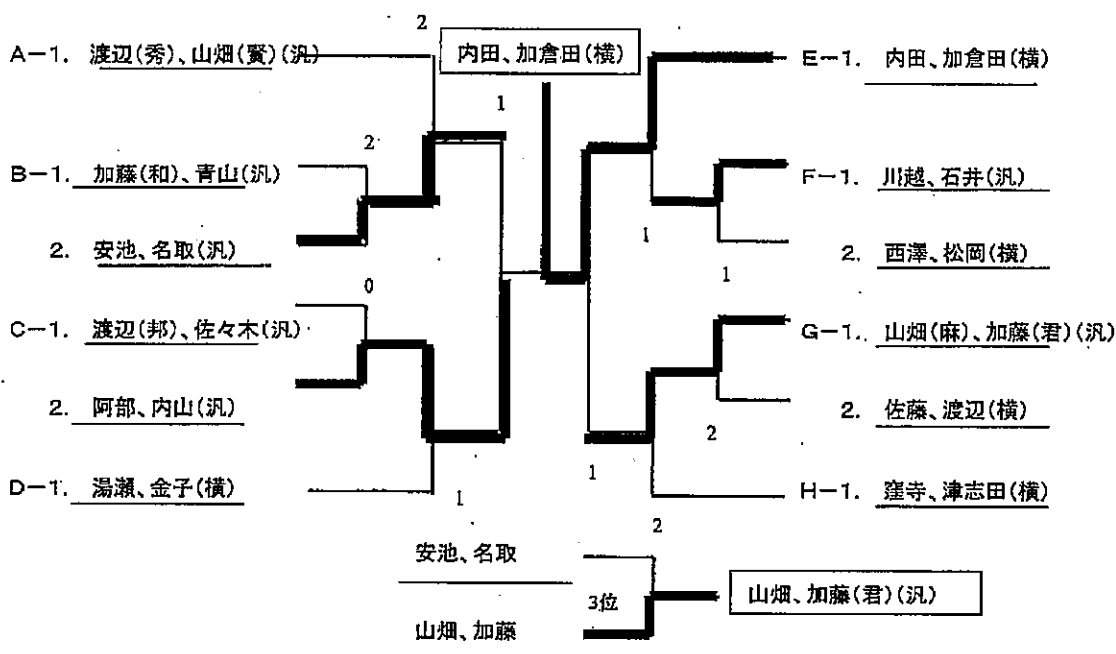 2
A-1. 渡辺(秀)、山畑(賢)(汎)
内田、加倉田(横)
E-1. 内田、加倉田(横)
1
2
B-1. 加藤(和)、青山(汎)
F-1. 川越、石井(汎)
2. 安池、名取(汎)
1
2. 西澤、松岡(横)
0
1
C-1. 渡辺(邦)、佐々木(汎)
G-1. 山畑(麻)、加藤(君)(汎)
2. 阿部、内山(汎)
2. 佐藤、渡辺(横)
2
1
D-1. 湯瀬、金子(横)
H-1. 窪寺、津志田(横)
1
2
安池、名取
3位
山畑、加藤(君)(汎)
山畑、加藤